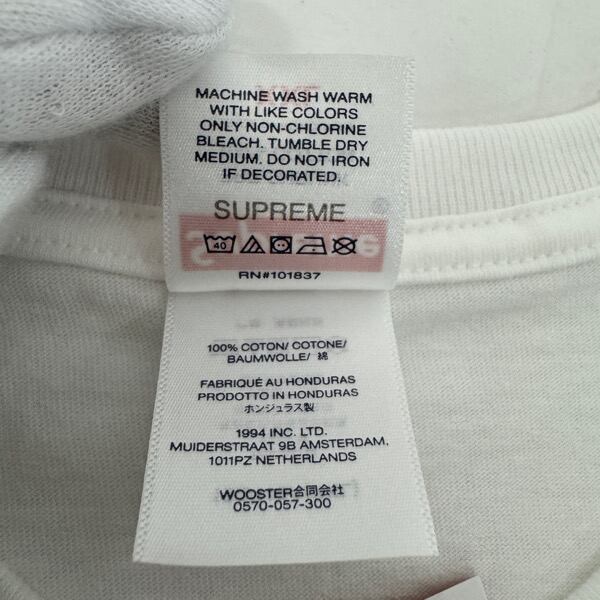 MACHINE WASH WARM
WITH LIKE COLORS
ONLY NON-CHLORINE
BLEACH. TUMBLE DRY
MEDIUM. DO NOT IRON
IF DECORATED.
SUPREME
40
RN#101837
100% COTON/ COTONE/
BAUMWOLLE/ 綿
FABRIQUÉ AU HONDURAS
PRODOTTO IN HONDURAS
ホンジュラス製
1994 INC. LTD.
MUIDERSTRAAT 9B AMSTERDAM,
1011PZ NETHERLANDS
WOOSTER合同会社
0570-057-300